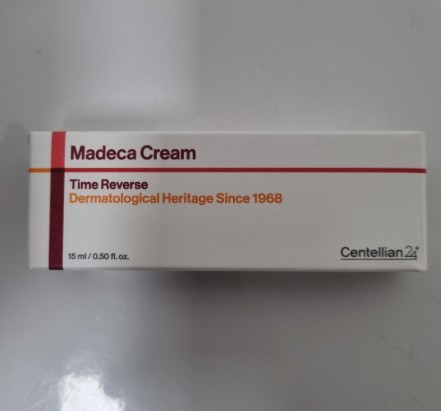 Madeca Cream
Time Reverse
Dermatological Heritage Since 1968
15 ml / 0.50 fl. oz.
Centellian24+